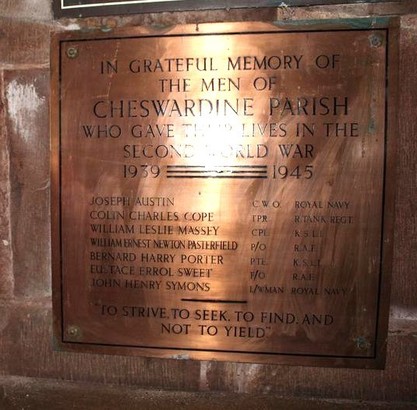 IN GRATEFUL MEMORY OF
THE MEN OF
CHESWARDINE PARISH
WHO GAVE THEIR LIVES IN THE
SECOND WORLD WAR
1939 1945
JOSEPH AUSTIN C.W.O. ROYAL NAVY
COLIN CHARLES COPE TPR. R.TANK REGT.
WILLIAM LESLIE MASSEY CPL. K.S.L.I.
WILLIAM ERNEST NEWTON PASTERFIELD P/O R.A.F.
BERNARD HARRY PORTER PTE. K.S.L.I.
EUSTACE ERROL SWEET F/O R.A.F.
JOHN HENRY SYMONS L/WMAN ROYAL NAVY
"TO STRIVE, TO SEEK, TO FIND, AND
NOT TO YIELD"